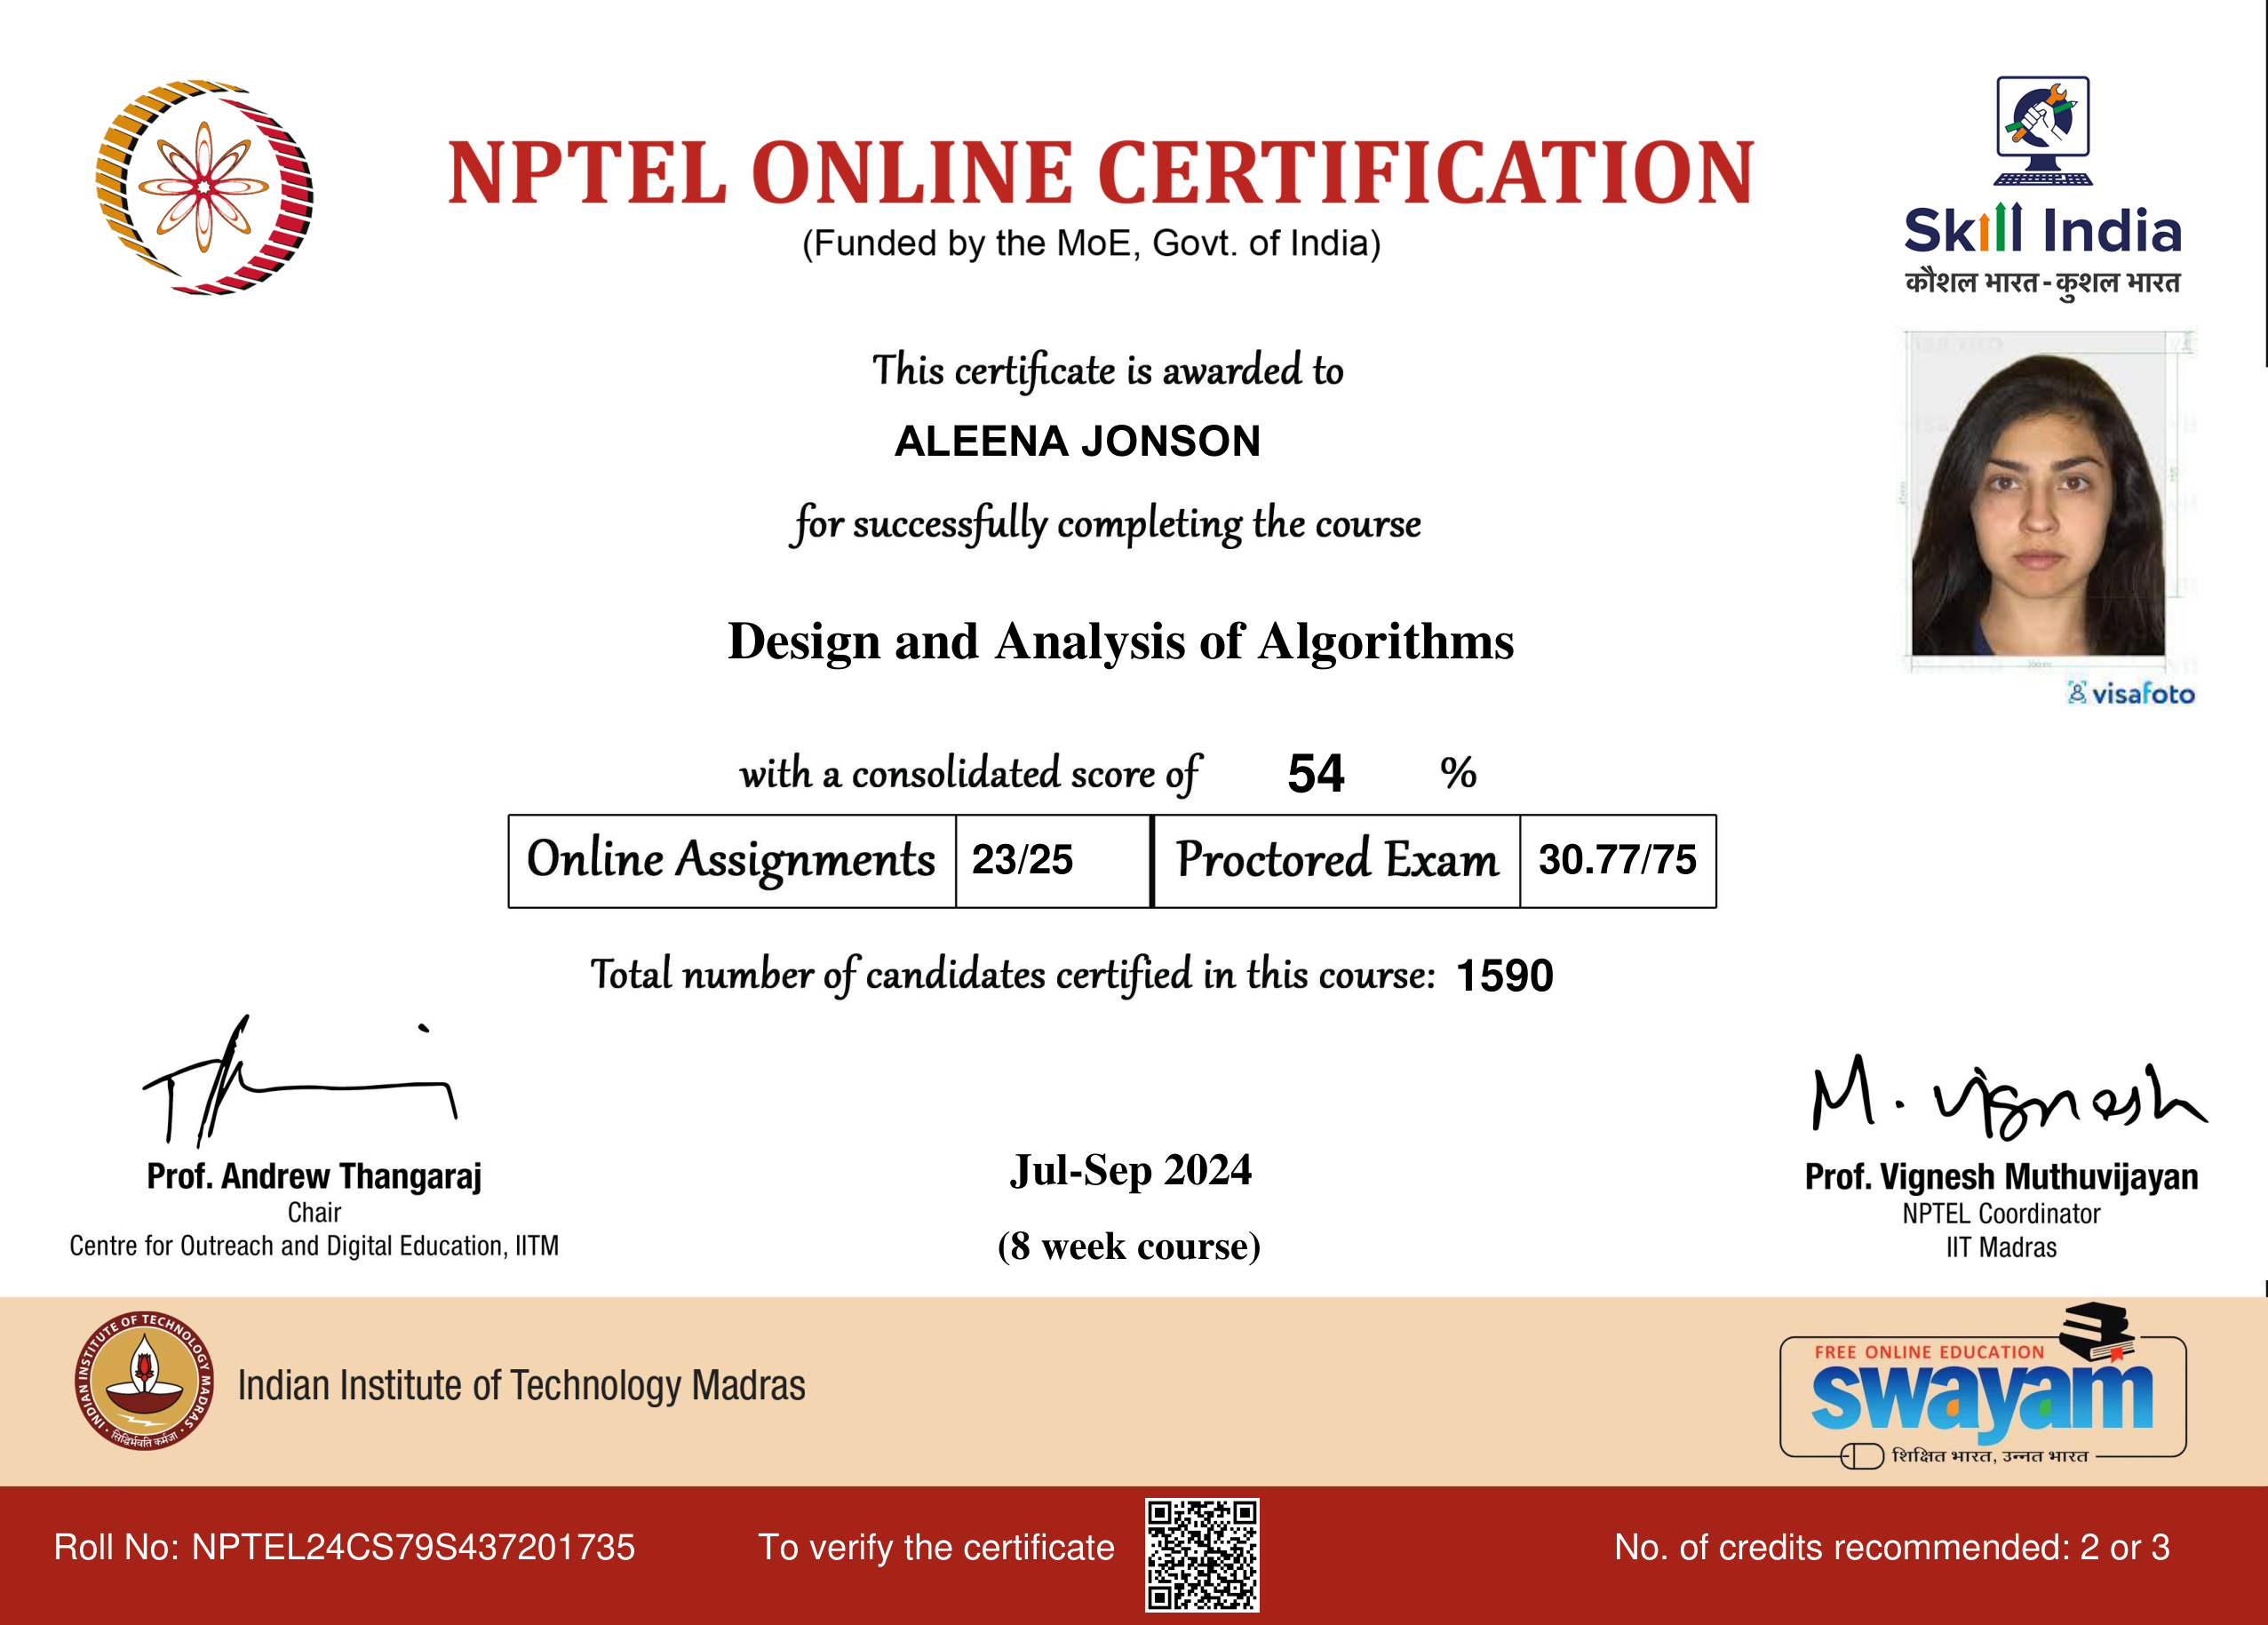 NPTEL ONLINE CERTIFICATION
(Funded by the MoE, Govt. of India)
Skill India
कौशल भारत - कुशल भारत
This certificate is awarded to
ALEENA JONSON
for successfully completing the course
Design and Analysis of Algorithms
visafoto
with a consolidated score of 54 %
Online Assignments 23/25 Proctored Exam 30.77/75
Total number of candidates certified in this course: 1590
M. Vignesh
Prof. Andrew Thangaraj
Chair
Centre for Outreach and Digital Education, IITM
Jul-Sep 2024
(8 week course)
Prof. Vignesh Muthuvijayan
NPTEL Coordinator
IIT Madras
INDIAN INSTITUTE OF TECHNOLOGY MADRAS
सिद्धिर्भवति कर्मजा
Indian Institute of Technology Madras
FREE ONLINE EDUCATION
swayam
शिक्षित भारत, उन्नत भारत
Roll No: NPTEL24CS79S437201735 To verify the certificate No. of credits recommended: 2 or 3